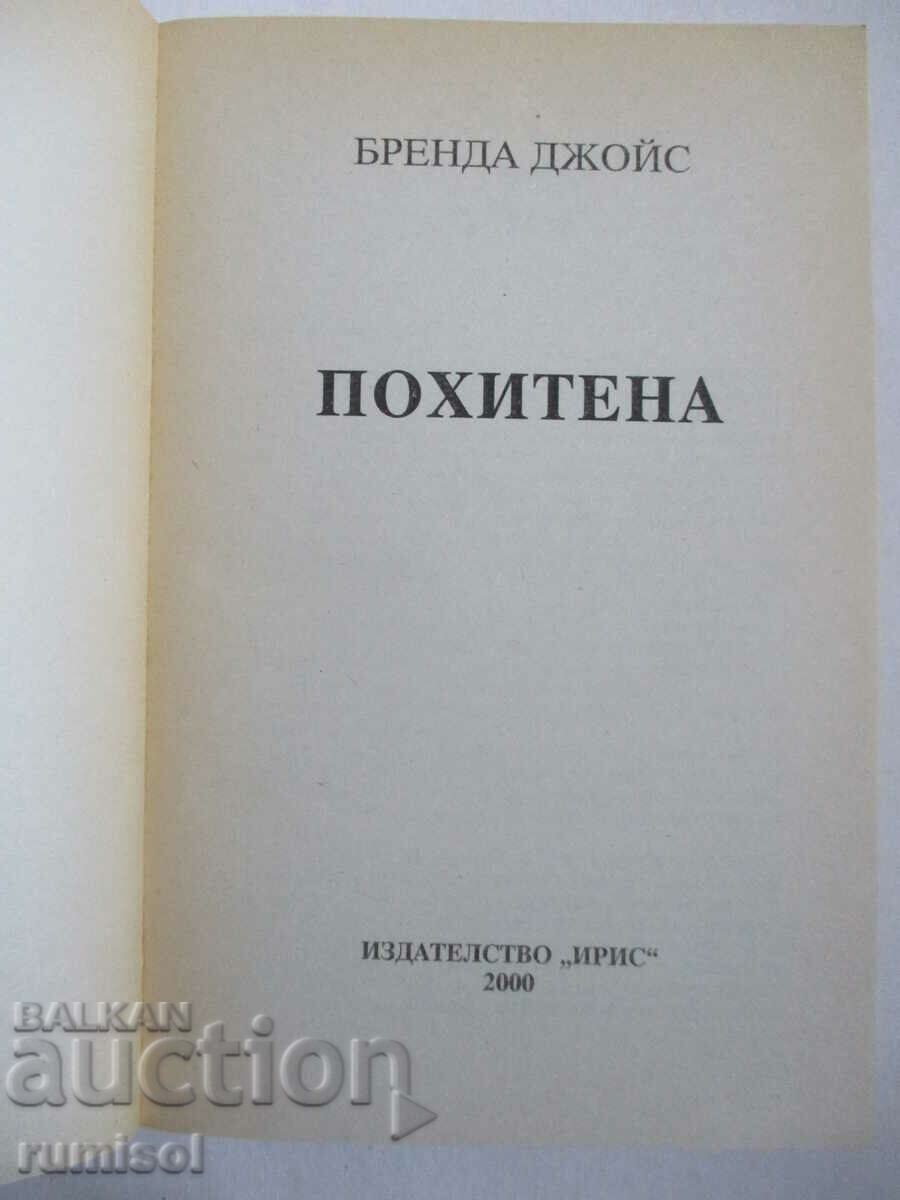 БРЕНДА ДЖОЙС
ПОХИТЕНА
ИЗДАТЕЛСТВО „ИРИС“
2000
BALKAN
auction
rumisol